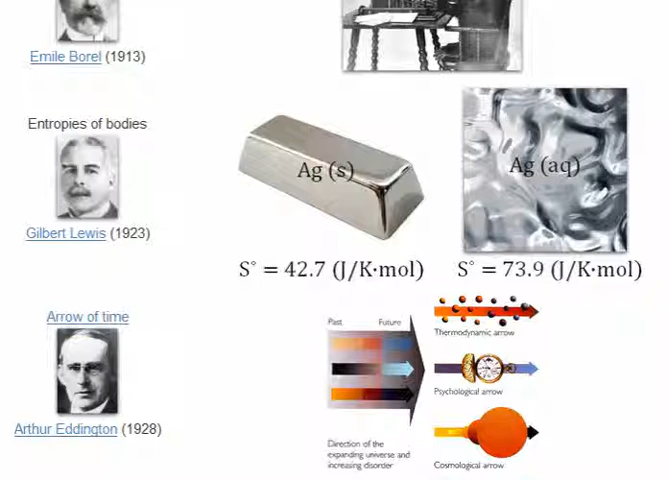 Emile Borel (1913)
Entropies of bodies
Gilbert Lewis (1923)
Ag (s)
Ag (aq)
S° = 42.7 (J/K·mol)
S° = 73.9 (J/K·mol)
Arrow of time
Arthur Eddington (1928)
Past
Future
Direction of the
expanding universe and
increasing disorder
Thermodynamic arrow
Psychological arrow
Cosmological arrow